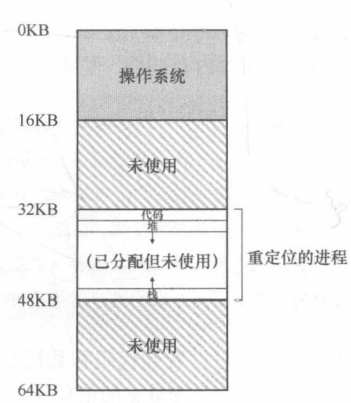 0KB
操作系统
16KB
未使用
32KB
代码
堆
(已分配但未使用)
重定位的进程
栈
48KB
未使用
64KB